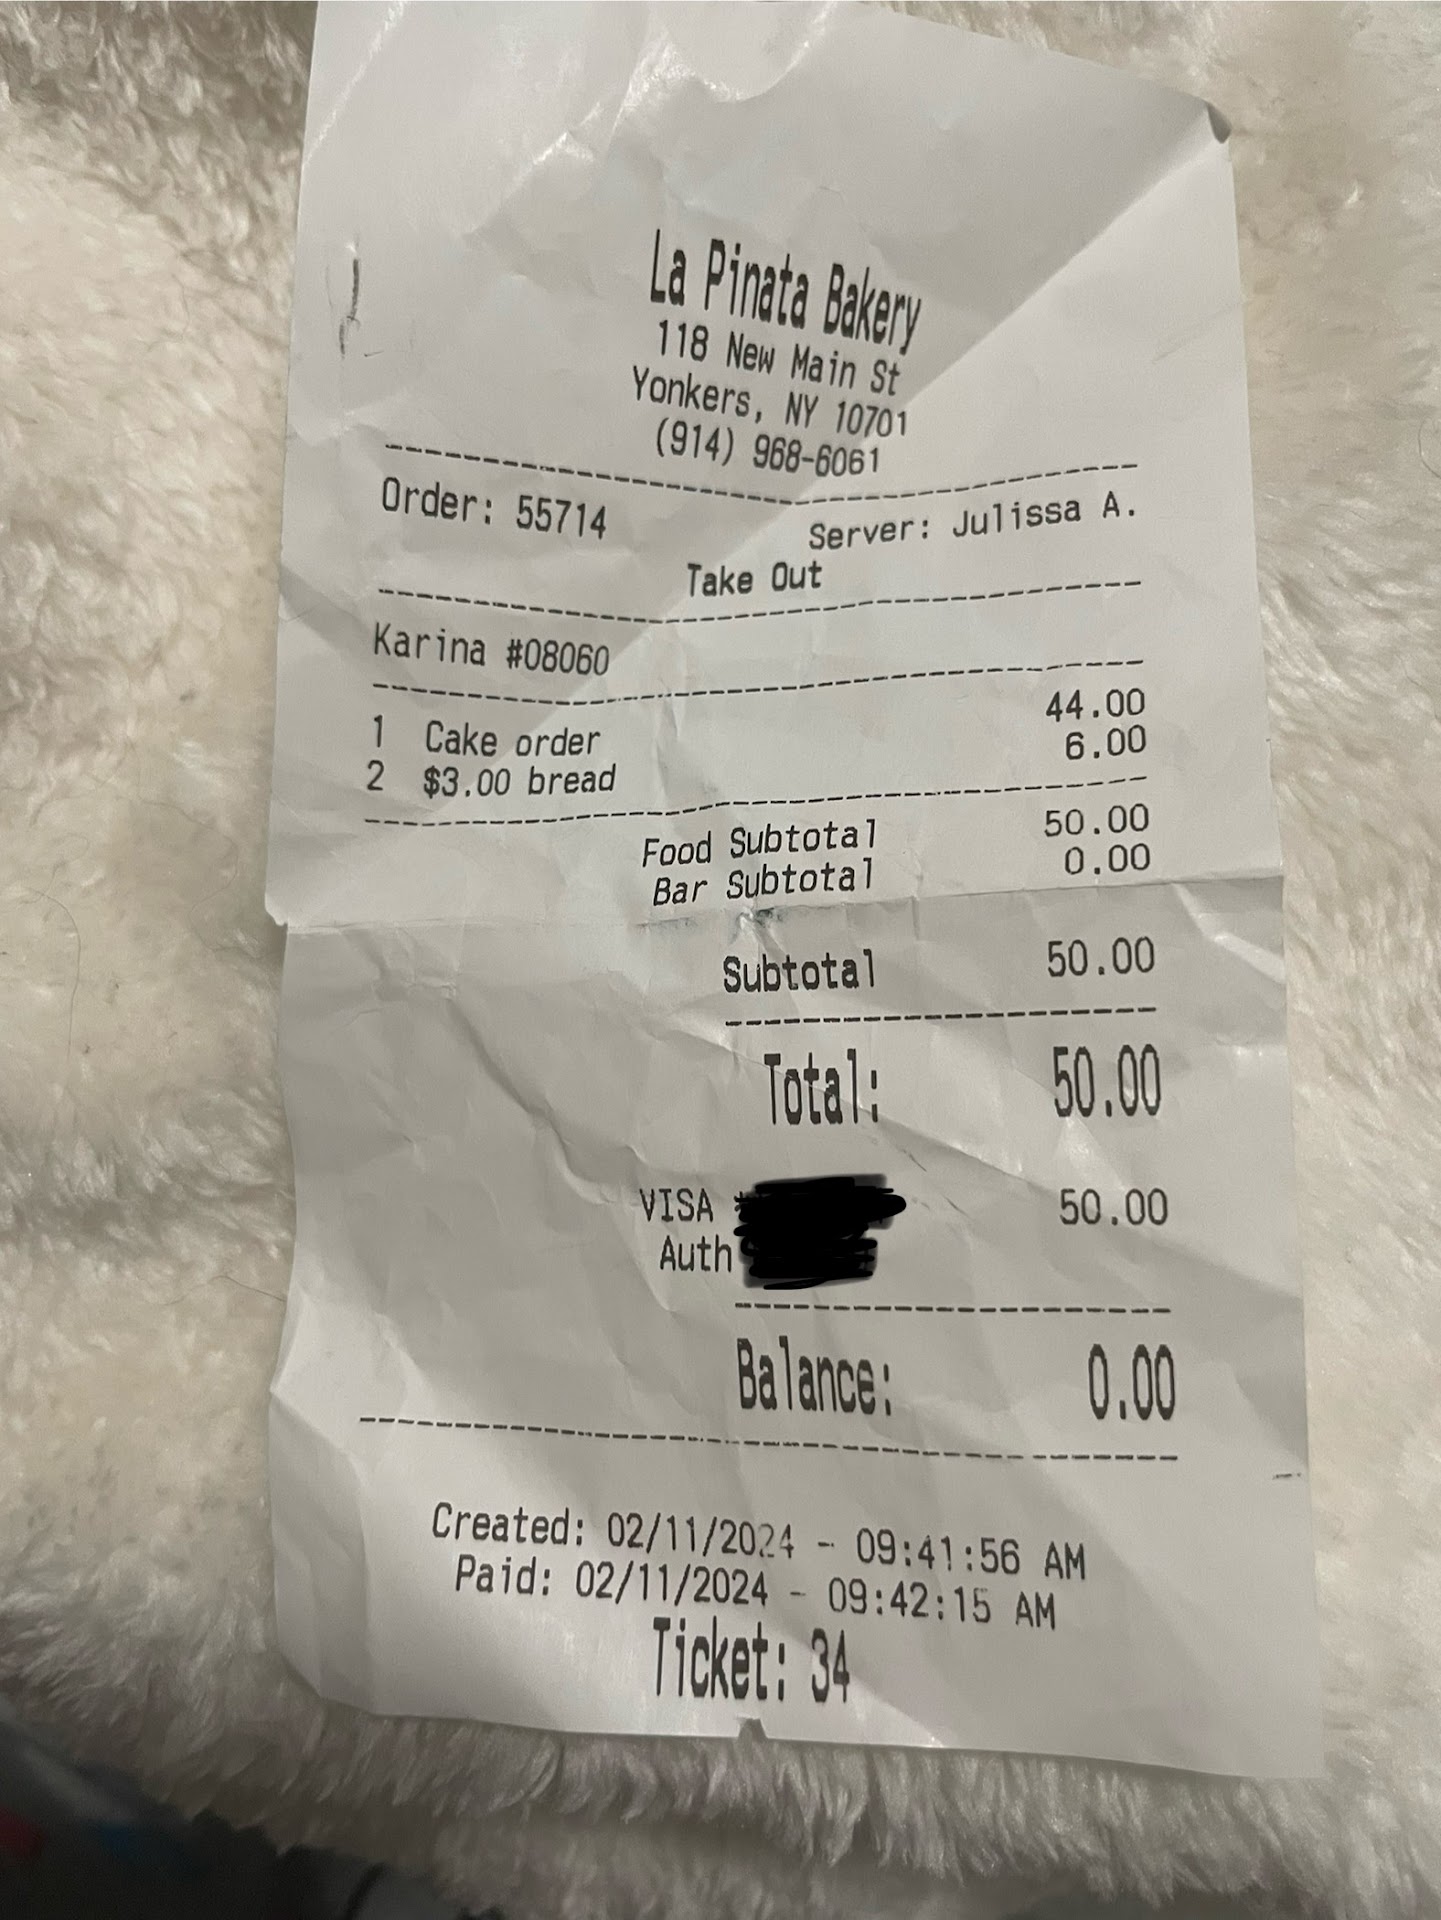 La Pinata Bakery
118 New Main St
Yonkers, NY 10701
(914) 968-6061
Order: 55714 Server: Julissa A.
Take Out
Karina #08060
1 Cake order 44.00
2 $3.00 bread 6.00
Food Subtotal 50.00
Bar Subtotal 0.00
Subtotal 50.00
Total: 50.00
VISA 50.00
Auth
Balance: 0.00
Created: 02/11/2024 - 09:41:56 AM
Paid: 02/11/2024 - 09:42:15 AM
Ticket: 34